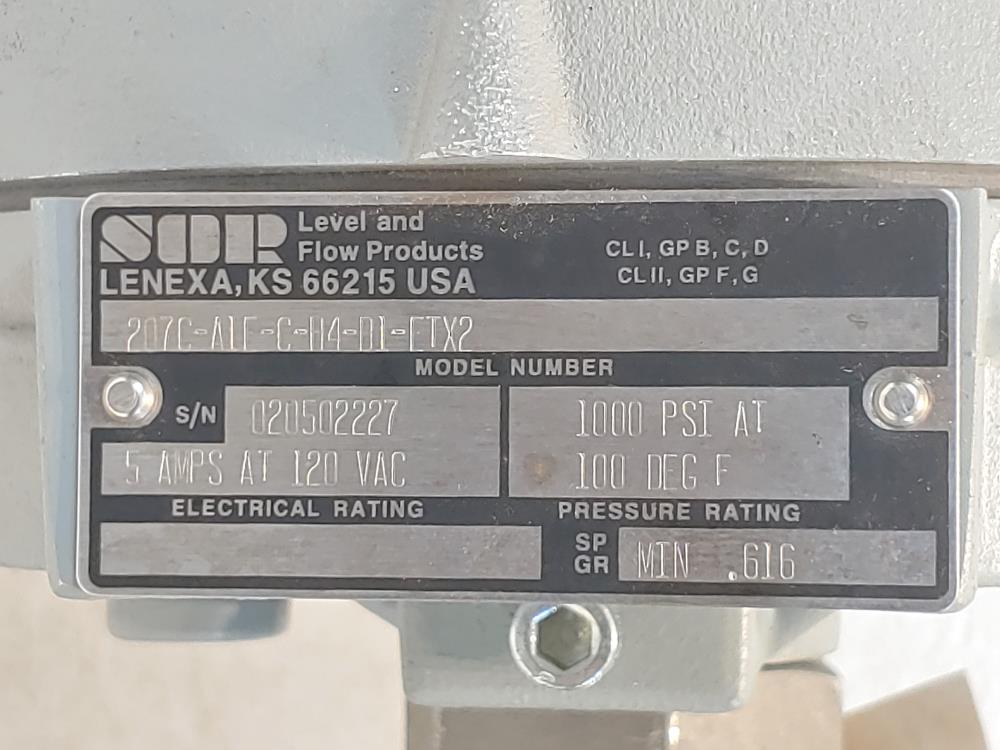 SOR Level and
Flow Products
LENEXA, KS 66215 USA
CL I, GP B, C, D
CL II, GP F, G
207C-A1F-C-H4-D1-ETX2
MODEL NUMBER
S/N 020502227
5 AMPS AT 120 VAC
ELECTRICAL RATING
1000 PSI AT
100 DEG F
PRESSURE RATING
SP
GR
MIN .616